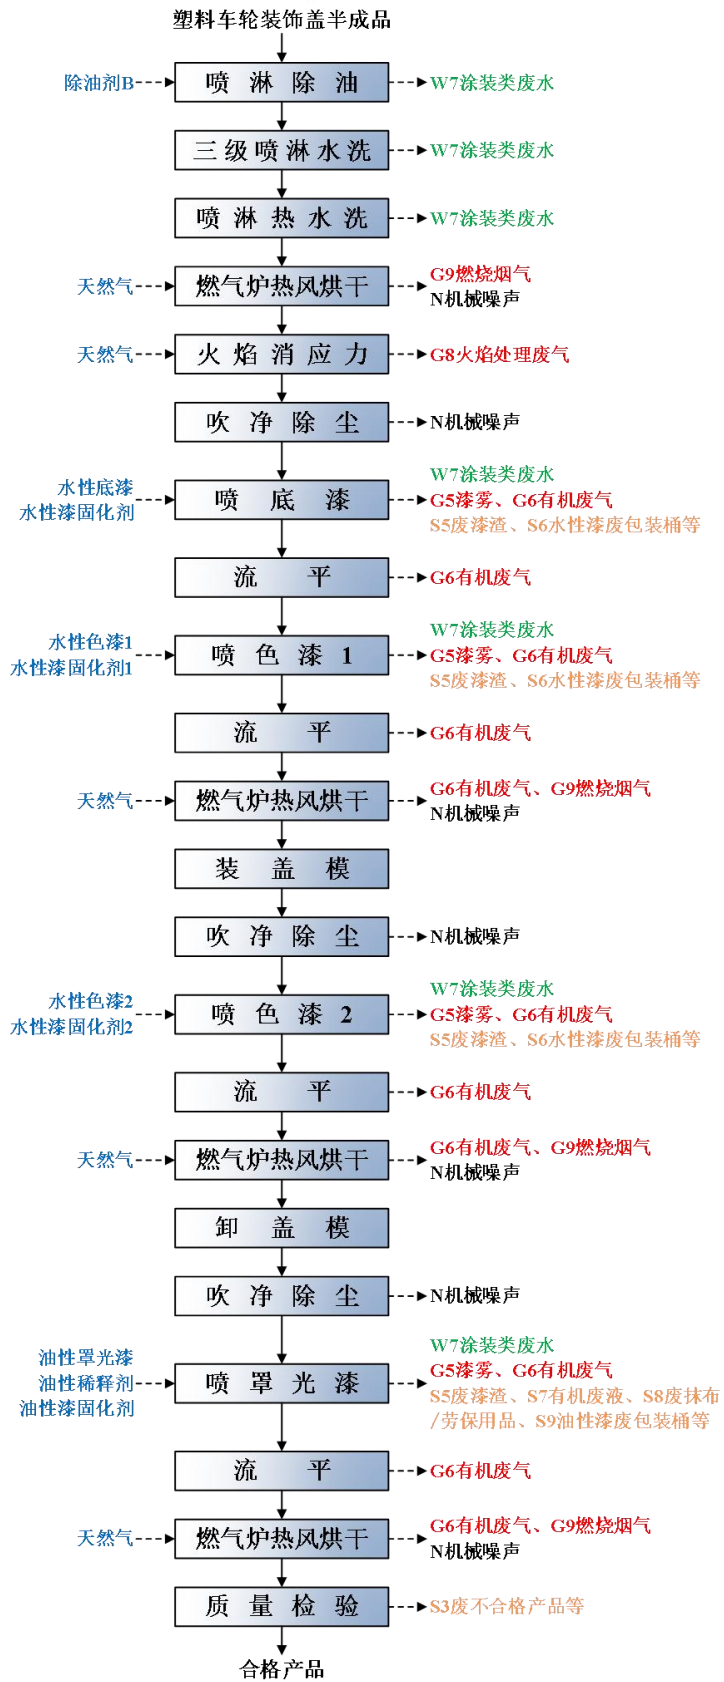 塑料车轮装饰盖半成品
除油剂B
喷淋除油
W7涂装类废水
三级喷淋水洗
W7涂装类废水
喷淋热水洗
W7涂装类废水
天然气
燃气炉热风烘干
G9燃烧烟气
N机械噪声
天然气
火焰消应力
G8火焰处理废气
吹净除尘
N机械噪声
水性底漆
水性漆固化剂
喷底漆
W7涂装类废水
G5漆雾、G6有机废气
S5废漆渣、S6水性漆废包装桶等
流平
G6有机废气
水性色漆1
水性漆固化剂1
喷色漆1
W7涂装类废水
G5漆雾、G6有机废气
S5废漆渣、S6水性漆废包装桶等
流平
G6有机废气
天然气
燃气炉热风烘干
G6有机废气、G9燃烧烟气
N机械噪声
装盖模
吹净除尘
N机械噪声
水性色漆2
水性漆固化剂2
喷色漆2
W7涂装类废水
G5漆雾、G6有机废气
S5废漆渣、S6水性漆废包装桶等
流平
G6有机废气
天然气
燃气炉热风烘干
G6有机废气、G9燃烧烟气
N机械噪声
卸盖模
吹净除尘
N机械噪声
油性罩光漆
油性稀释剂
油性漆固化剂
喷罩光漆
W7涂装类废水
G5漆雾、G6有机废气
S5废漆渣、S7有机废液、S8废抹布
/劳保用品、S9油性漆废包装桶等
流平
G6有机废气
天然气
燃气炉热风烘干
G6有机废气、G9燃烧烟气
N机械噪声
质量检验
S3废不合格产品等
合格产品